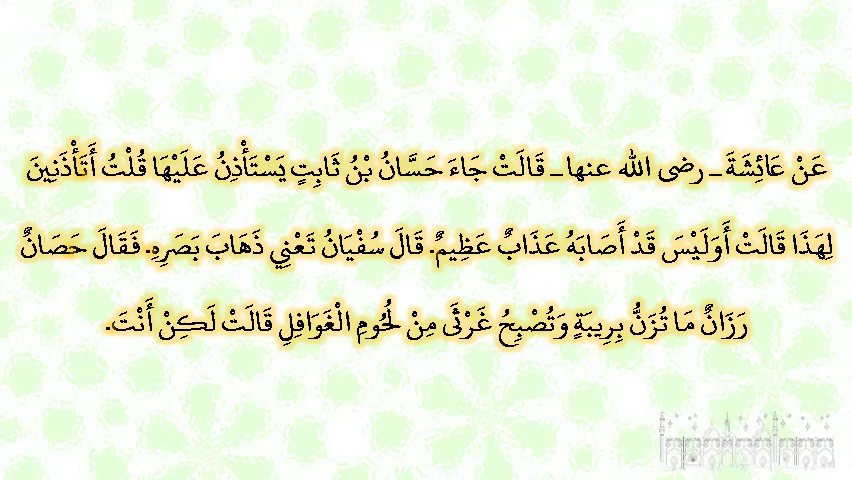 عَنْ عَائِشَةَ ـ رضى الله عنها ـ قَالَتْ جَاءَ حَسَّانُ بْنُ ثَابِتٍ يَسْتَأْذِنُ عَلَيْهَا قُلْتُ أَتَأْذَنِينَ
لِهَذَا قَالَتْ أَوَلَيْسَ قَدْ أَصَابَهُ عَذَابٌ عَظِيمٌ. قَالَ سُفْيَانُ تَعْنِي ذَهَابَ بَصَرِهِ. فَقَالَ حَصَانٌ
رَزَانٌ مَا تُزَنُّ بِرِيبَةٍ وَتُصْبِحُ غَرْثَى مِنْ لُحُومِ الْغَوَافِلِ قَالَتْ لَكِنْ أَنْتَ.